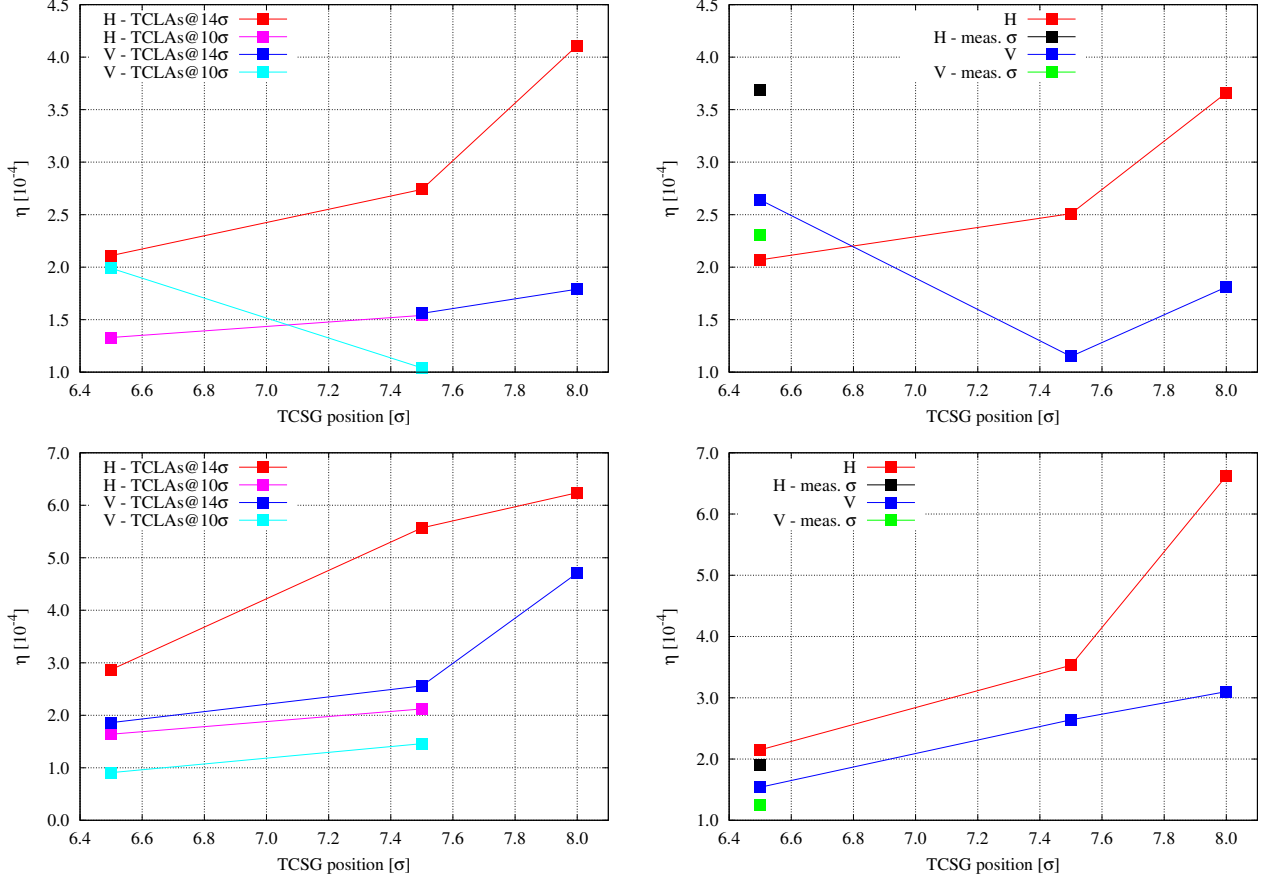 H - TCLAs@14σ
H - TCLAs@10σ
V - TCLAs@14σ
V - TCLAs@10σ
4.5
4.0
3.5
3.0
2.5
2.0
1.5
1.0
η [10-4]
6.4 6.6 6.8 7.0 7.2 7.4 7.6 7.8 8.0
TCSG position [σ]
H
H - meas. σ
V
V - meas. σ
4.5
4.0
3.5
3.0
2.5
2.0
1.5
1.0
η [10-4]
6.4 6.6 6.8 7.0 7.2 7.4 7.6 7.8 8.0
TCSG position [σ]
H - TCLAs@14σ
H - TCLAs@10σ
V - TCLAs@14σ
V - TCLAs@10σ
7.0
6.0
5.0
4.0
3.0
2.0
1.0
0.0
η [10-4]
6.4 6.6 6.8 7.0 7.2 7.4 7.6 7.8 8.0
TCSG position [σ]
H
H - meas. σ
V
V - meas. σ
7.0
6.0
5.0
4.0
3.0
2.0
1.0
η [10-4]
6.4 6.6 6.8 7.0 7.2 7.4 7.6 7.8 8.0
TCSG position [σ]